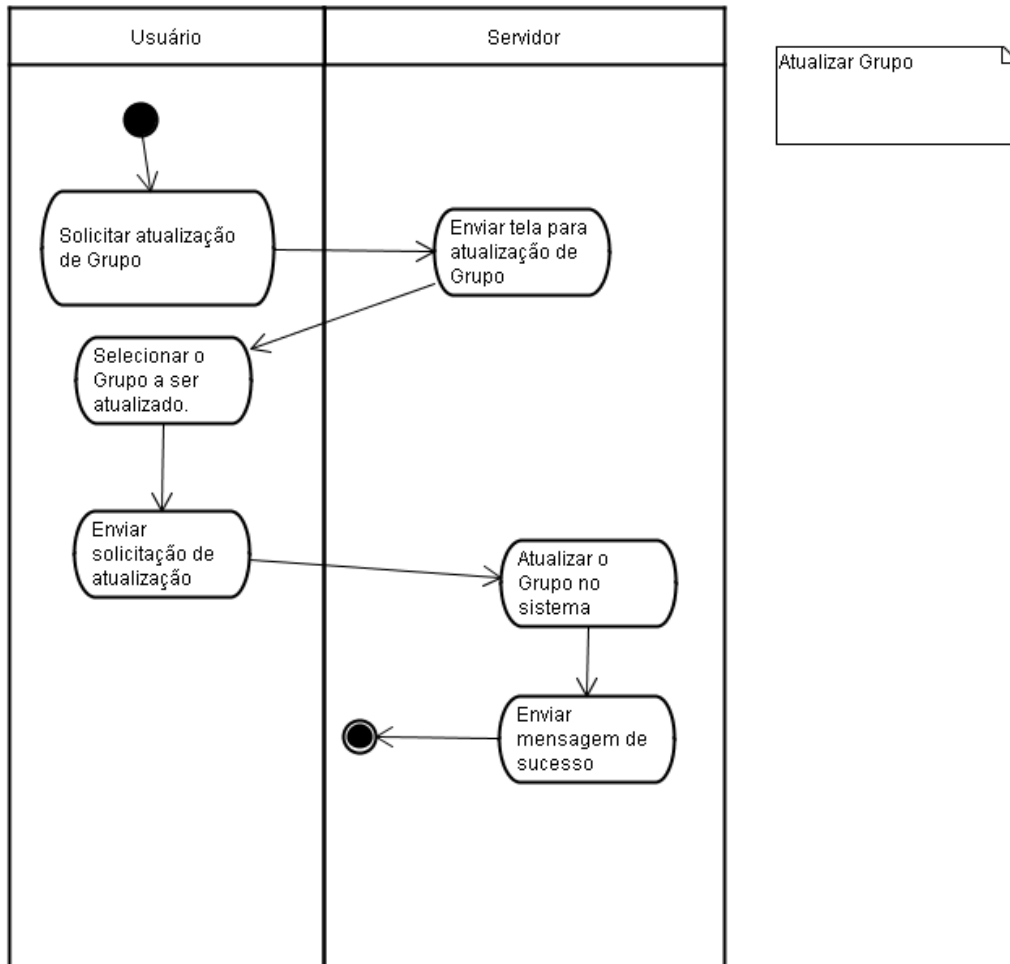 Usuário
Servidor
Atualizar Grupo
Solicitar atualização
de Grupo
Enviar tela para
atualização de
Grupo
Selecionar o
Grupo a ser
atualizado.
Enviar
solicitação de
atualização
Atualizar o
Grupo no
sistema
Enviar
mensagem de
sucesso